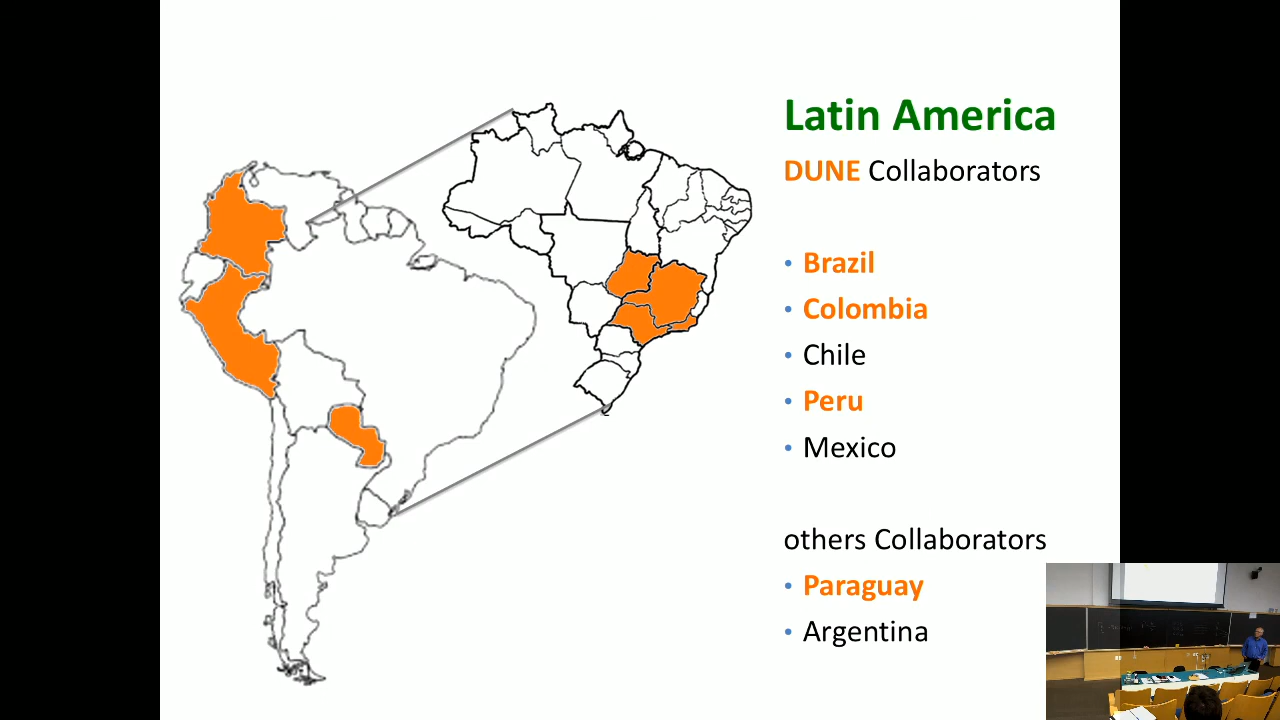 Latin America
DUNE Collaborators
• Brazil
• Colombia
• Chile
• Peru
• Mexico
others Collaborators
• Paraguay
• Argentina